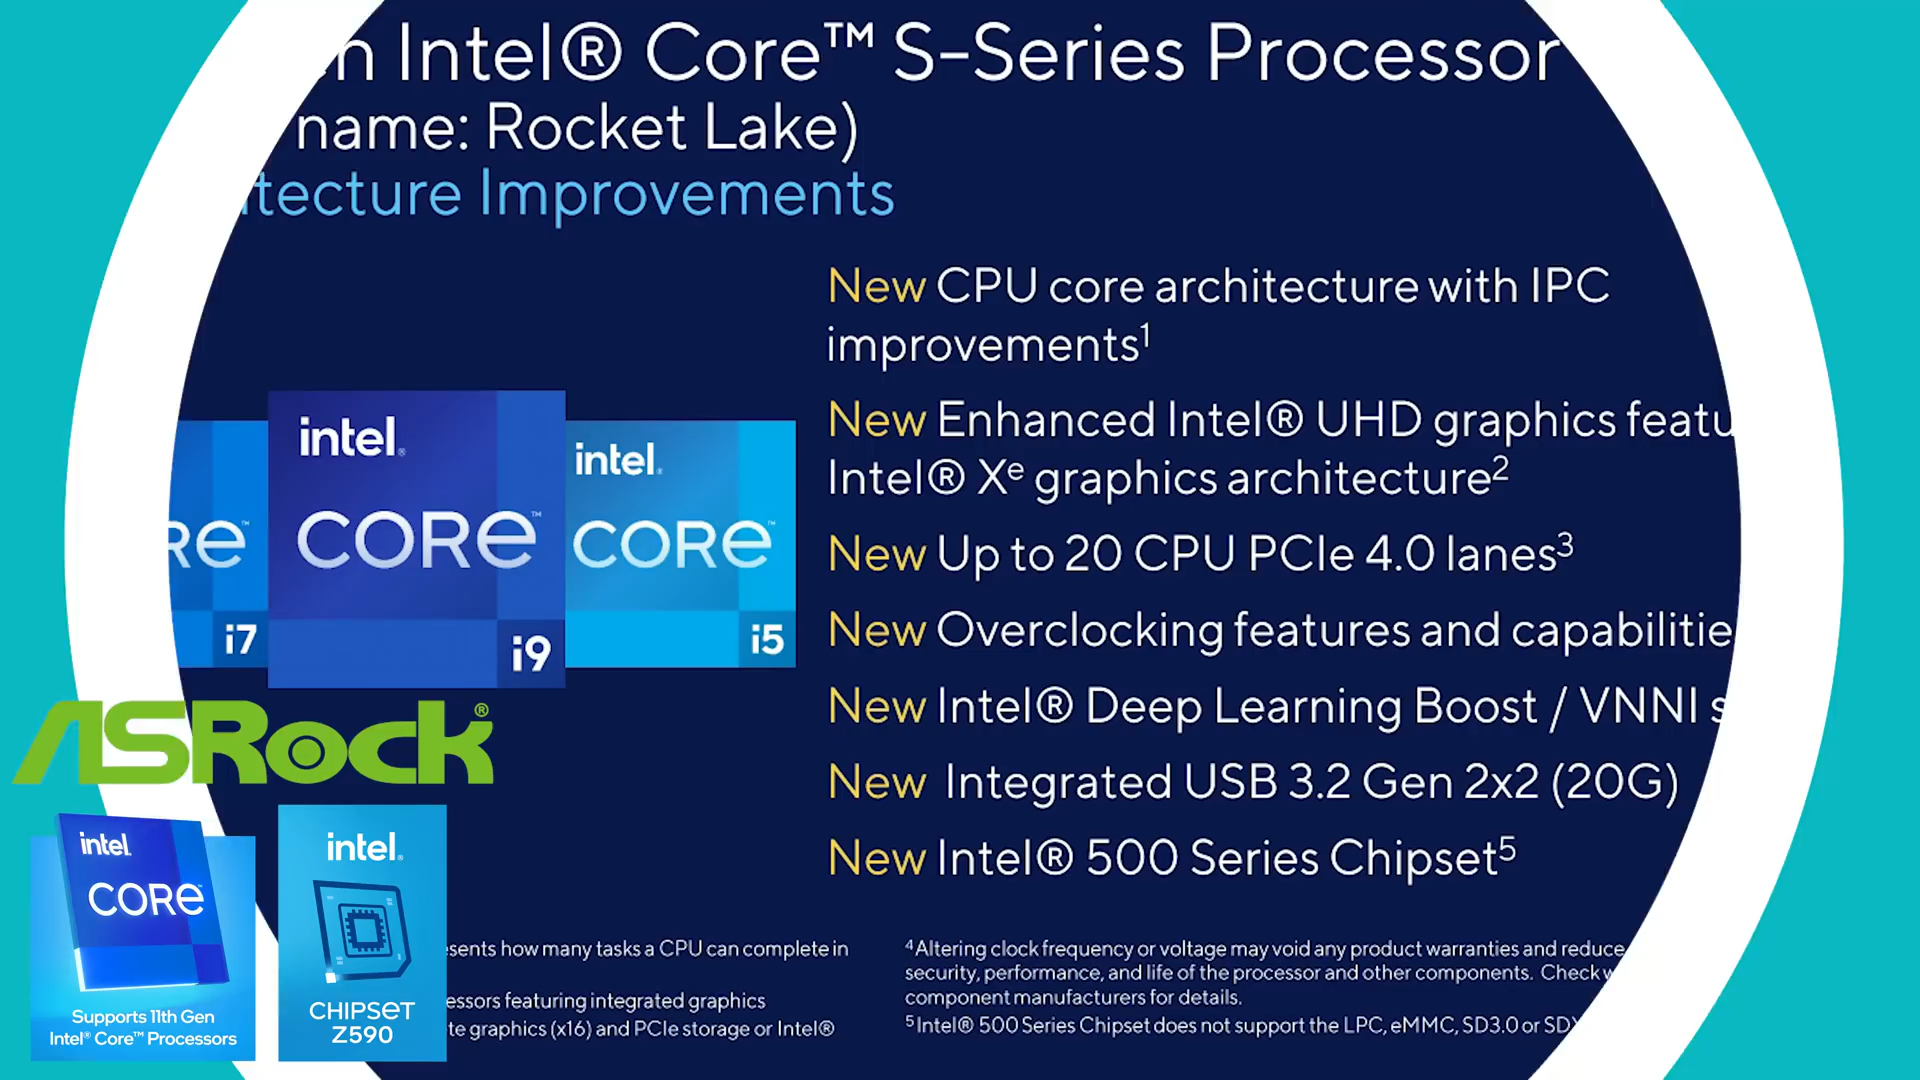 n Intel® Core™ S-Series Processor
name: Rocket Lake)
tecture Improvements
New CPU core architecture with IPC
improvements¹
New Enhanced Intel® UHD graphics featu
Intel® Xᵉ graphics architecture²
New Up to 20 CPU PCIe 4.0 lanes³
New Overclocking features and capabilitie
New Intel® Deep Learning Boost / VNNI s
New Integrated USB 3.2 Gen 2x2 (20G)
New Intel® 500 Series Chipset⁵
re™
i7
intel.
CORE™
i9
intel.
CORE™
i5
ASRock®
intel.
CORE™
Supports 11th Gen
Intel® Core™ Processors
intel.
CHIPSET
Z590
esents how many tasks a CPU can complete in
essors featuring integrated graphics
te graphics (x16) and PCIe storage or Intel®
⁴Altering clock frequency or voltage may void any product warranties and reduce
security, performance, and life of the processor and other components. Check
component manufacturers for details.
⁵Intel® 500 Series Chipset does not support the LPC, eMMC, SD3.0 or SDX